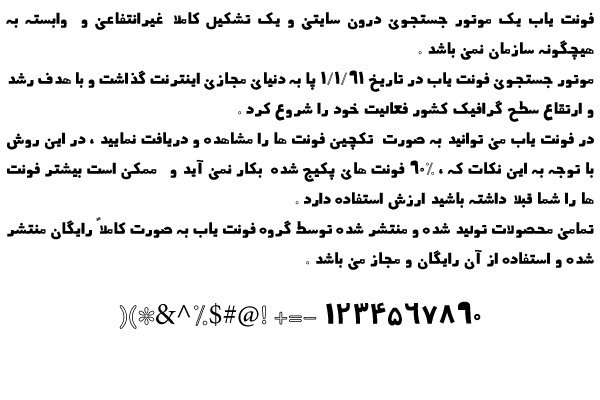 فونت یاب یک موتور جستجوی درون سایتی و یک تشکیل کاملا غیرانتفاعی و وابسته به
هیچگونه سازمان نمی باشد .
موتور جستجوی فونت یاب در تاریخ ۱/۱/۹۱ پا به دنیای مجازی اینترنت گذاشت و با هدف رشد
و ارتقاع سطح گرافیک کشور فعالیت خود را شروع کرد .
در فونت یاب می توانید به صورت تکچین فونت ها را مشاهده و دریافت نمایید ، در این روش
با توجه به این نکات که ، ۹۰٪ فونت های پکیج شده بکار نمی آید و ممکن است بیشتر فونت
ها را شما قبلا داشته باشید ارزش استفاده دارد .
تمامی محصولات تولید شده و منتشر شده توسط گروه فونت یاب به صورت کاملاً رایگان منتشر
شده و استفاده از آن رایگان و مجاز می باشد .
)(*&^٪$#@! +=− ۱۲۳۴۵۶۷۸۹۰